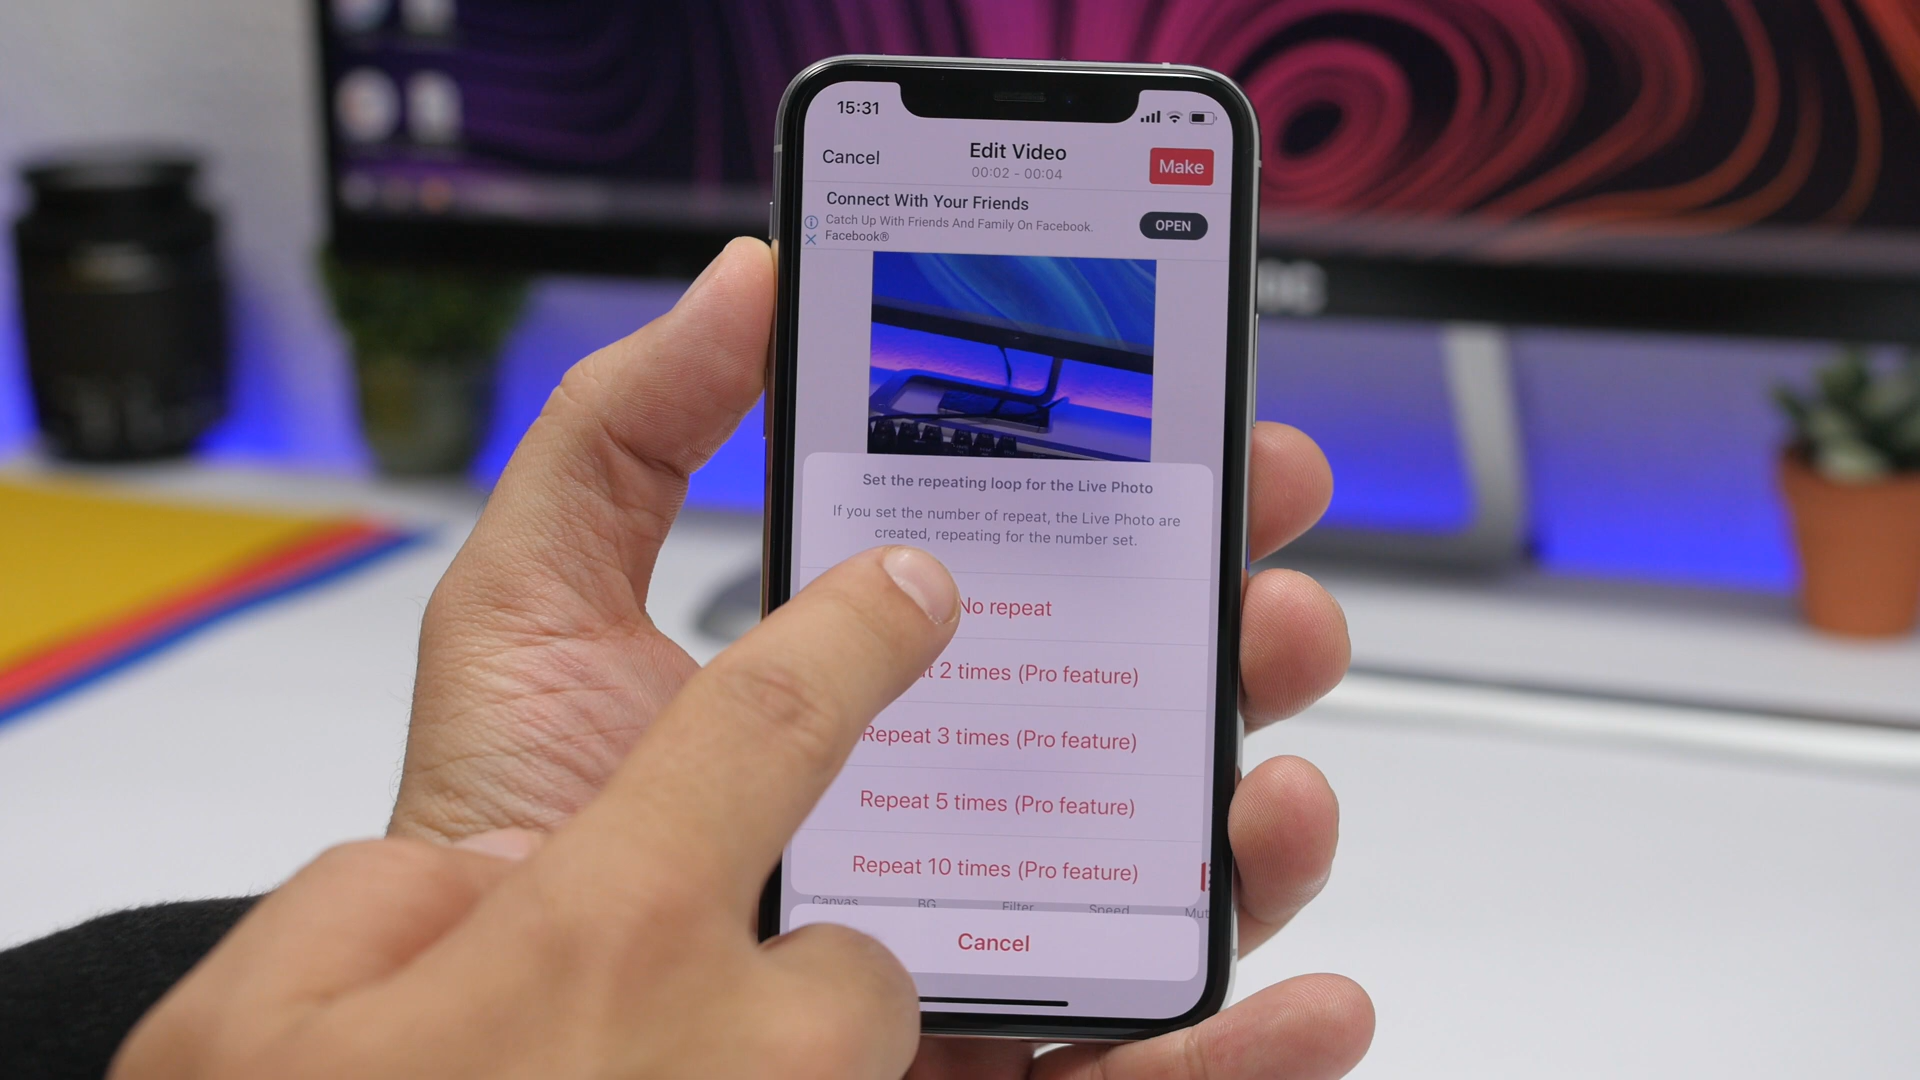 15:31
Cancel
Edit Video
Make
00:02 - 00:04
Connect With Your Friends
Catch Up With Friends And Family On Facebook.
Facebook®
OPEN
Set the repeating loop for the Live Photo
If you set the number of repeat, the Live Photo are
created, repeating for the number set.
No repeat
2 times (Pro feature)
Repeat 3 times (Pro feature)
Repeat 5 times (Pro feature)
Repeat 10 times (Pro feature)
Canvas BG Filter Speed
Cancel